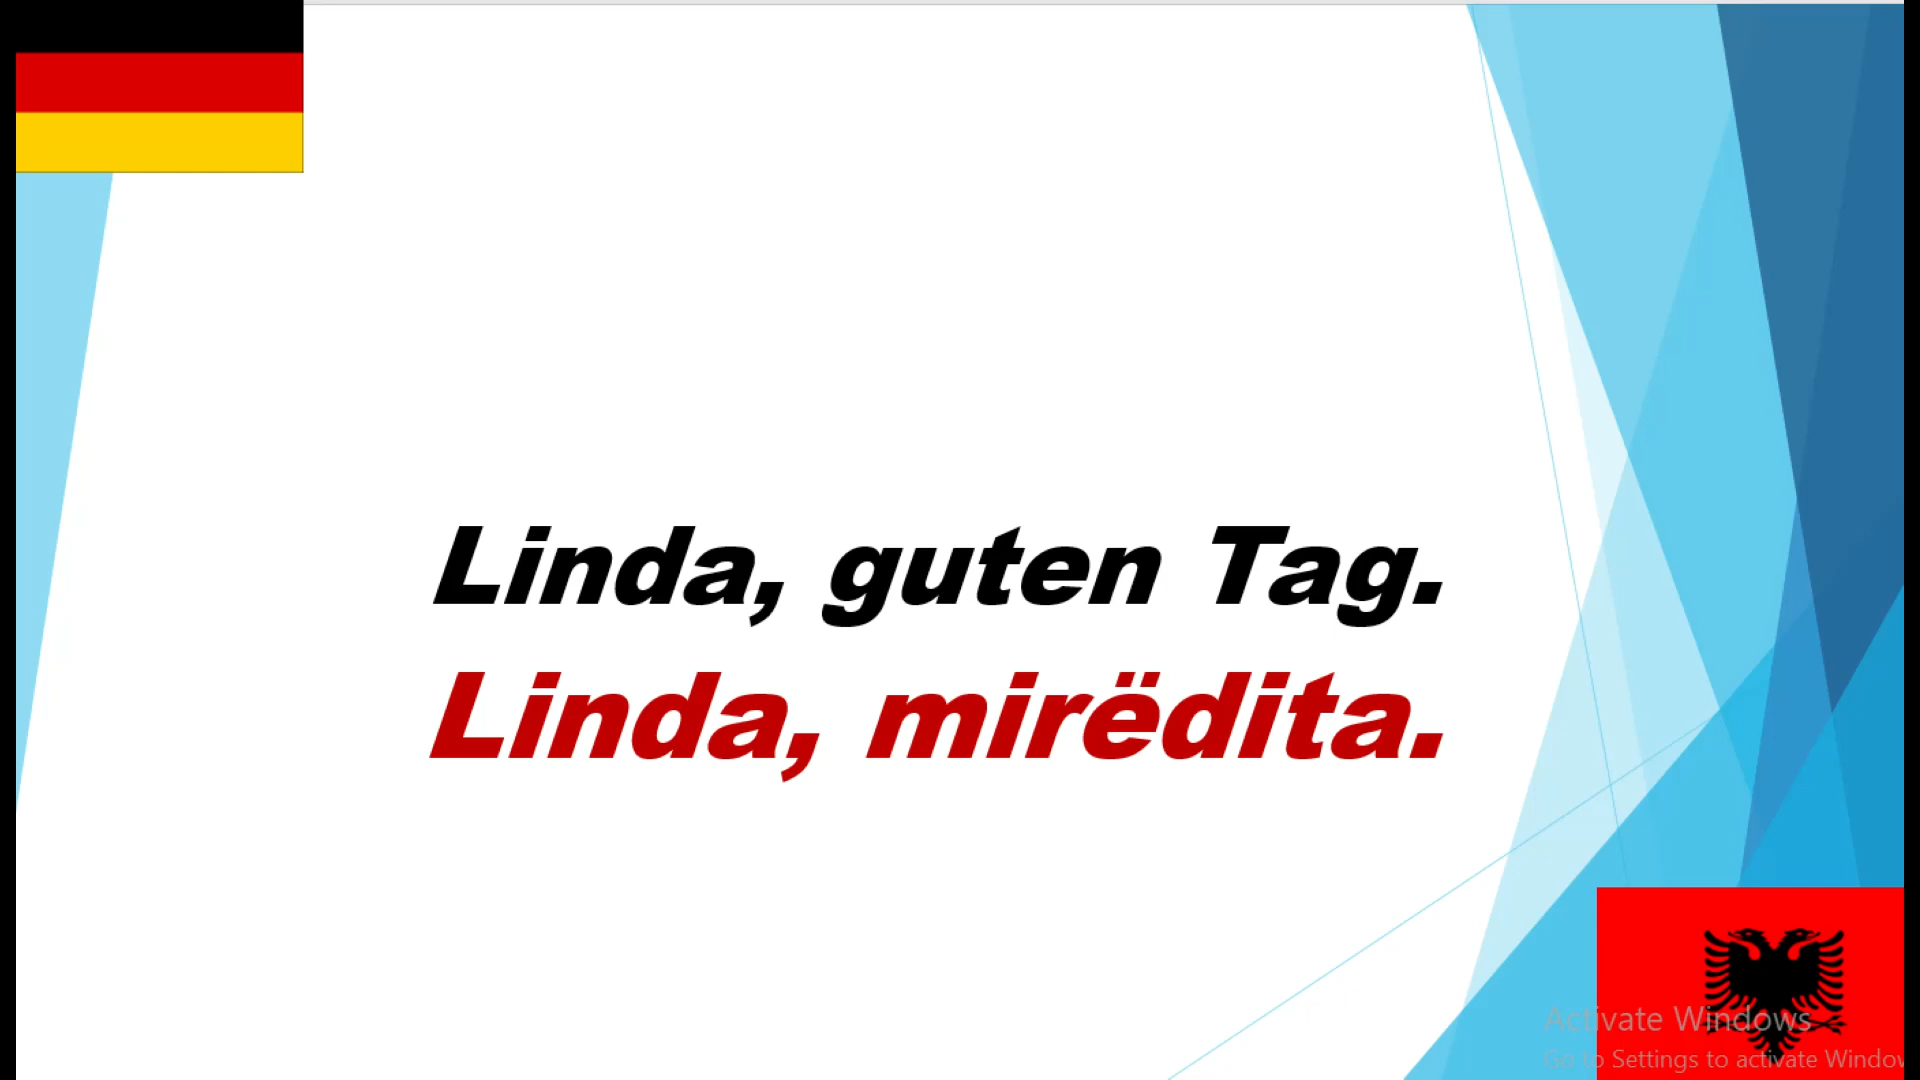 Linda, guten Tag.
Linda, mirëdita.
Activate Windows
Go to Settings to activate Window